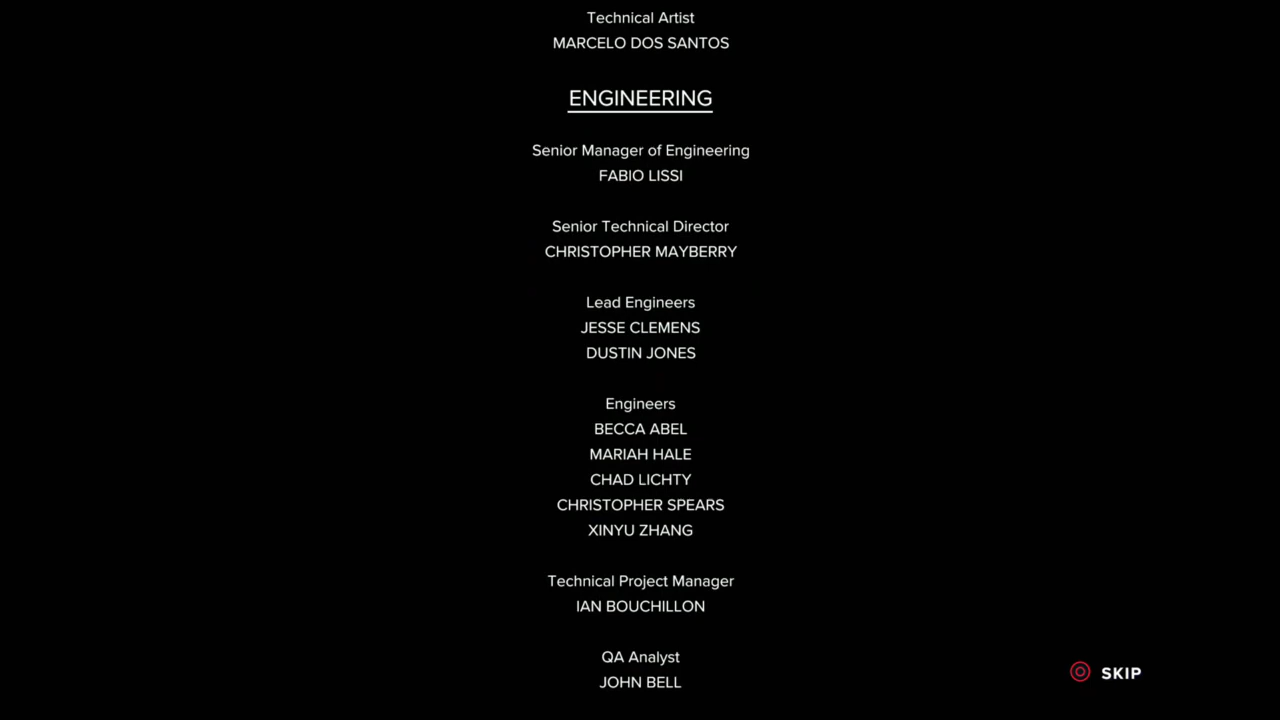 Technical Artist
MARCELO DOS SANTOS
ENGINEERING
Senior Manager of Engineering
FABIO LISSI
Senior Technical Director
CHRISTOPHER MAYBERRY
Lead Engineers
JESSE CLEMENS
DUSTIN JONES
Engineers
BECCA ABEL
MARIAH HALE
CHAD LICHTY
CHRISTOPHER SPEARS
XINYU ZHANG
Technical Project Manager
IAN BOUCHILLON
QA Analyst
JOHN BELL
SKIP